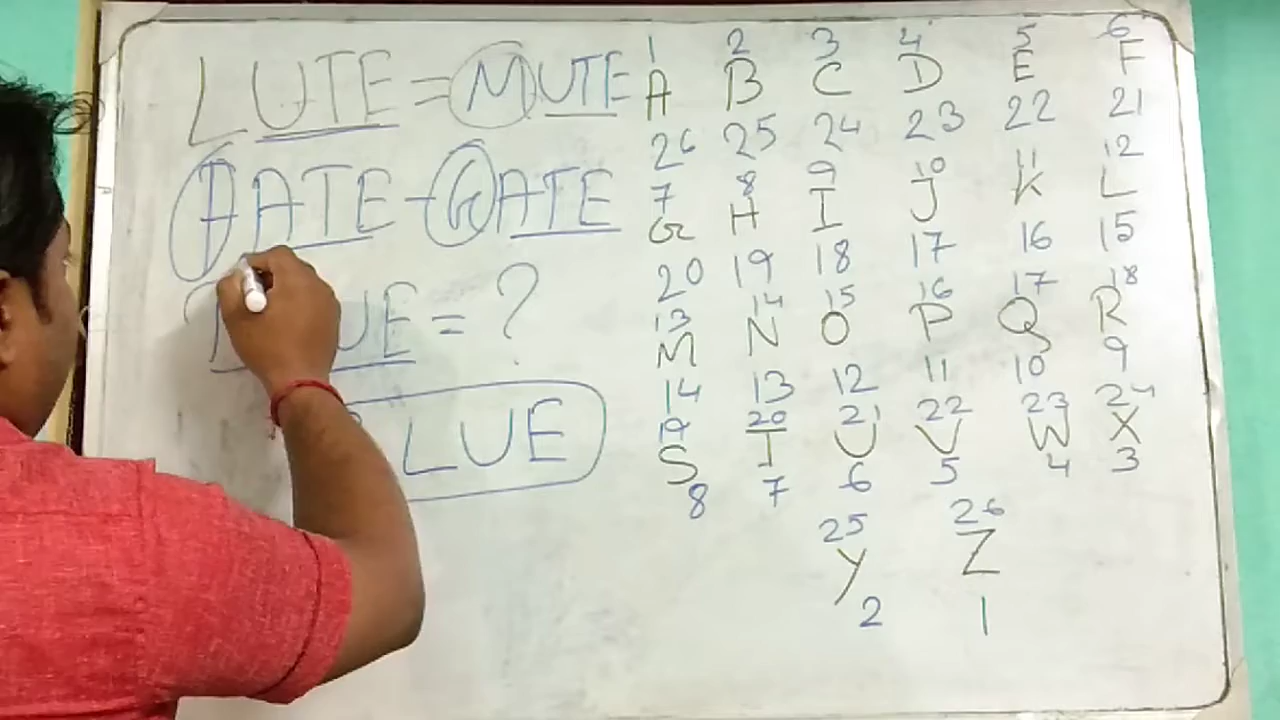 LUTE = MUTE
FATE - GATE
UE = ?
LUE
1 2 3 4 5 6
A B C D E F
26 25 24 23 22 21
7 8 9 10 11 12
G H I J K L
20 19 18 17 16 15
13 14 15 16 17 18
M N O P Q R
14 13 12 11 10 9
19 20 21 22 23 24
S T U V W X
8 7 6 5 4 3
25 26
Y Z
2 1